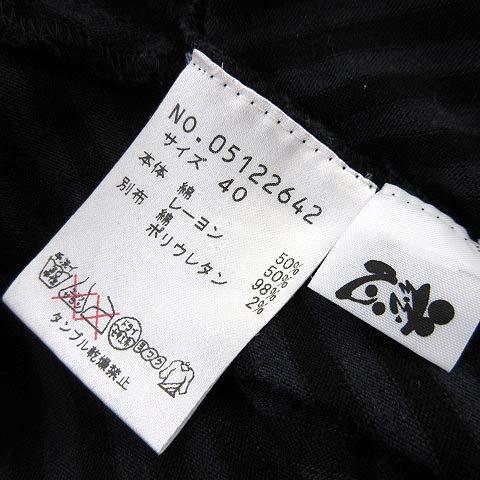 NO.05122642
サイズ 40
本体 綿 50%
レーヨン 50%
別布 綿 98%
ポリウレタン 2%
タンブル乾燥禁止